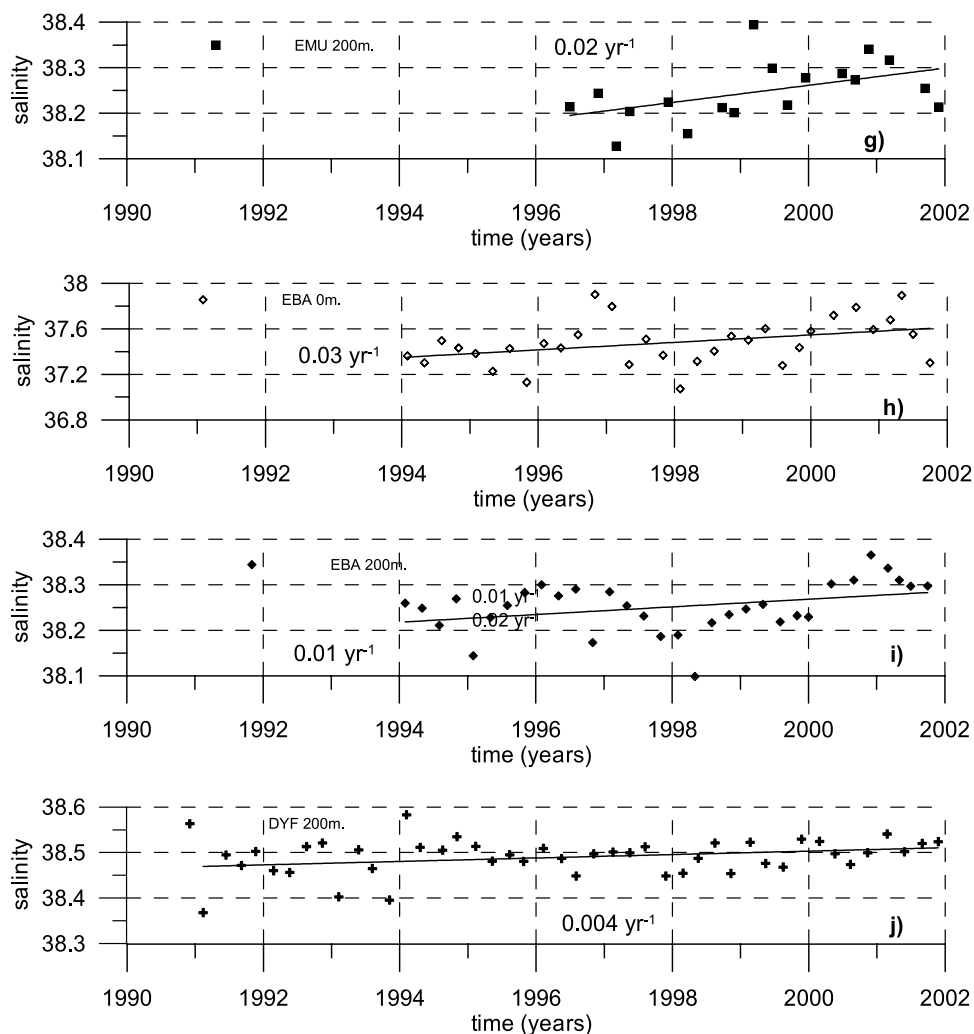 38.4
38.3
38.2
38.1
salinity
EMU 200m.
0.02 yr-1
g)
1990 1992 1994 1996 1998 2000 2002
time (years)
38
37.6
37.2
36.8
salinity
EBA 0m.
0.03 yr-1
h)
1990 1992 1994 1996 1998 2000 2002
time (years)
38.4
38.3
38.2
38.1
salinity
EBA 200m.
0.01 yr-1
0.02 yr-1
0.01 yr-1
i)
1990 1992 1994 1996 1998 2000 2002
time (years)
38.6
38.5
38.4
38.3
salinity
DYF 200m.
0.004 yr-1
j)
1990 1992 1994 1996 1998 2000 2002
time (years)